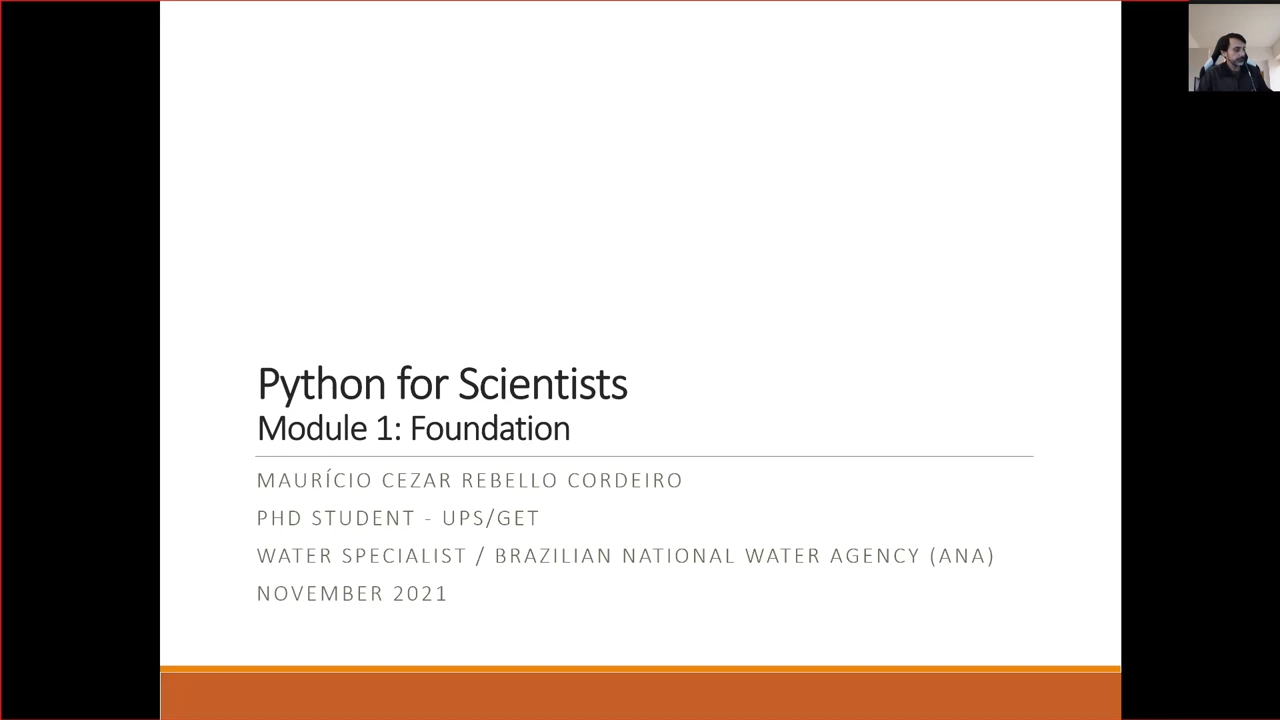 Python for Scientists
Module 1: Foundation
MAURÍCIO CEZAR REBELLO CORDEIRO
PHD STUDENT - UPS/GET
WATER SPECIALIST / BRAZILIAN NATIONAL WATER AGENCY (ANA)
NOVEMBER 2021